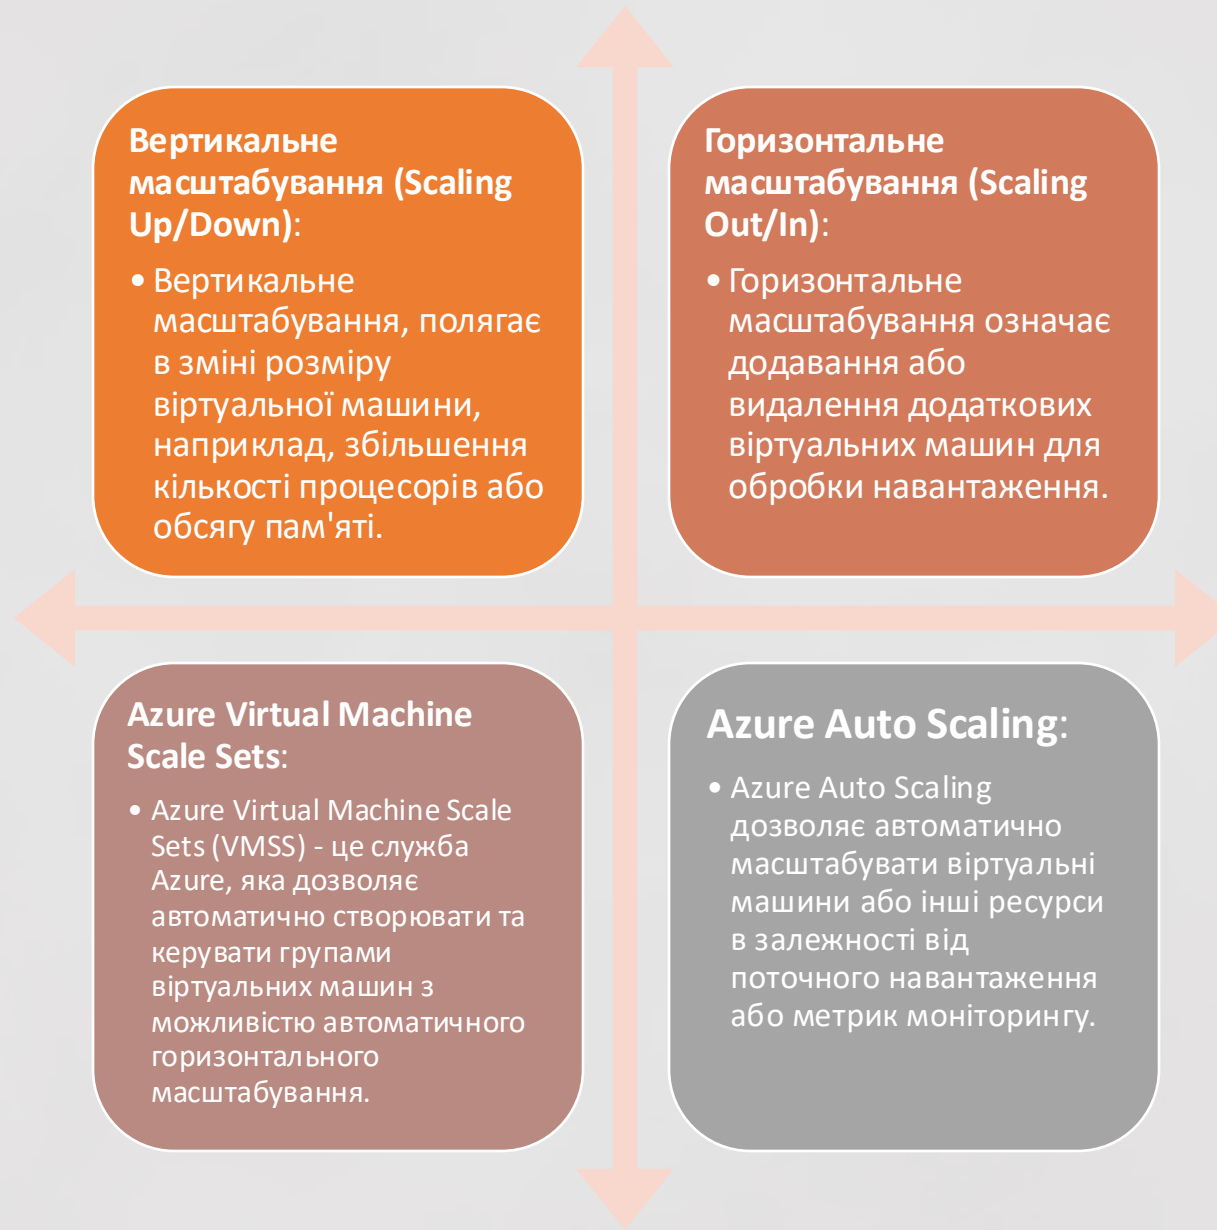 Вертикальне
масштабування (Scaling
Up/Down):
• Вертикальне
масштабування, полягає
в зміні розміру
віртуальної машини,
наприклад, збільшення
кількості процесорів або
обсягу пам'яті.
Горизонтальне
масштабування (Scaling
Out/In):
• Горизонтальне
масштабування означає
додавання або
видалення додаткових
віртуальних машин для
обробки навантаження.
Azure Virtual Machine
Scale Sets:
• Azure Virtual Machine Scale
Sets (VMSS) - це служба
Azure, яка дозволяє
автоматично створювати та
керувати групами
віртуальних машин з
можливістю автоматичного
горизонтального
масштабування.
Azure Auto Scaling:
• Azure Auto Scaling
дозволяє автоматично
масштабувати віртуальні
машини або інші ресурси
в залежності від
поточного навантаження
або метрик моніторингу.